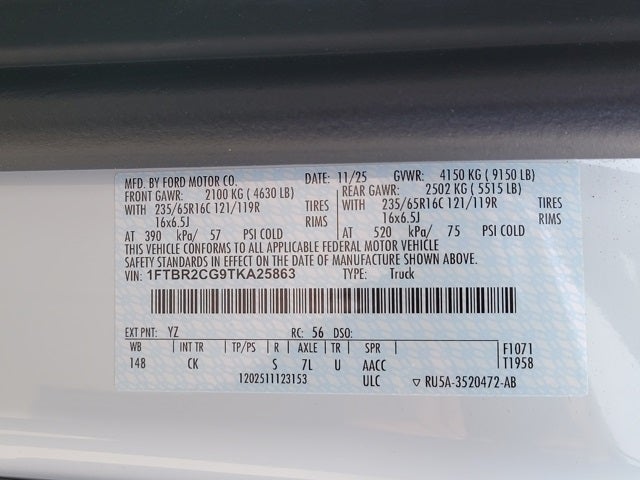 MFD. BY FORD MOTOR CO. DATE: 11/25 GVWR: 4150 KG ( 9150 LB)
FRONT GAWR: 2100 KG ( 4630 LB) REAR GAWR: 2502 KG ( 5515 LB)
WITH 235/65R16C 121/119R TIRES WITH 235/65R16C 121/119R TIRES
16x6.5J RIMS 16x6.5J RIMS
AT 390 kPa/ 57 PSI COLD AT 520 kPa/ 75 PSI COLD
THIS VEHICLE CONFORMS TO ALL APPLICABLE FEDERAL MOTOR VEHICLE
SAFETY STANDARDS IN EFFECT ON THE DATE OF MANUFACTURE SHOWN ABOVE.
VIN: 1FTBR2CG9TKA25863 TYPE: Truck
EXT PNT: YZ RC: 56 DSO:
WB INT TR TP/PS R AXLE TR SPR F1071
148 CK S 7L U AACC T1958
1202511123153 ULC ▽ RU5A-3520472-AB